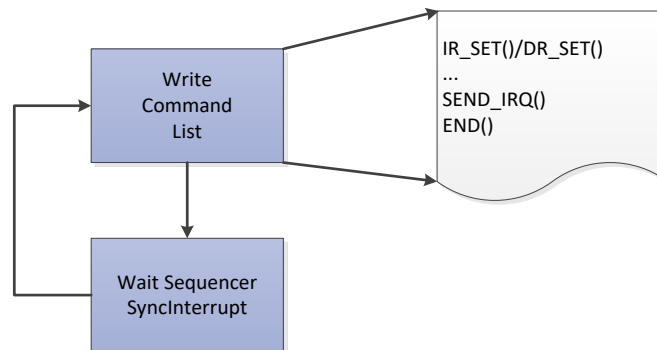 Write
Command
List
IR_SET()/DR_SET()
...
SEND_IRQ()
END()
Wait Sequencer
SyncInterrupt